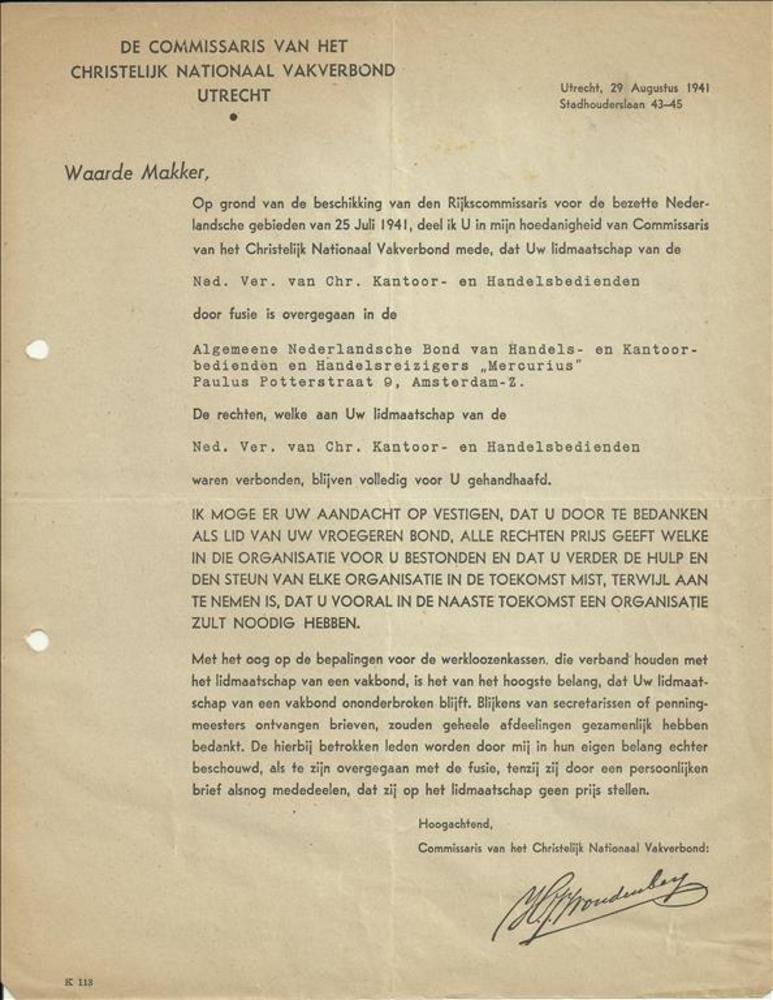 DE COMMISSARIS VAN HET
CHRISTELIJK NATIONAAL VAKVERBOND
UTRECHT
Utrecht, 29 Augustus 1941
Stadhouderslaan 43–45
Waarde Makker,
Op grond van de beschikking van den Rijkscommissaris voor de bezette Neder-
landsche gebieden van 25 Juli 1941, deel ik U in mijn hoedanigheid van Commissaris
van het Christelijk Nationaal Vakverbond mede, dat Uw lidmaatschap van de
Ned. Ver. van Chr. Kantoor- en Handelsbedienden
door fusie is overgegaan in de
Algemeene Nederlandsche Bond van Handels- en Kantoor-
bedienden en Handelsreizigers „Mercurius"
Paulus Potterstraat 9, Amsterdam-Z.
De rechten, welke aan Uw lidmaatschap van de
Ned. Ver. van Chr. Kantoor- en Handelsbedienden
waren verbonden, blijven volledig voor U gehandhaafd.
IK MOGE ER UW AANDACHT OP VESTIGEN, DAT U DOOR TE BEDANKEN
ALS LID VAN UW VROEGEREN BOND, ALLE RECHTEN PRIJS GEEFT WELKE
IN DIE ORGANISATIE VOOR U BESTONDEN EN DAT U VERDER DE HULP EN
DEN STEUN VAN ELKE ORGANISATIE IN DE TOEKOMST MIST, TERWIJL AAN
TE NEMEN IS, DAT U VOORAL IN DE NAASTE TOEKOMST EEN ORGANISATIE
ZULT NOODIG HEBBEN.
Met het oog op de bepalingen voor de werkloozenkassen, die verband houden met
het lidmaatschap van een vakbond, is het van het hoogste belang, dat Uw lidmaat-
schap van een vakbond ononderbroken blijft. Blijkens van secretarissen of penning-
meesters ontvangen brieven, zouden geheele afdeelingen gezamenlijk hebben
bedankt. De hierbij betrokken leden worden door mij in hun eigen belang echter
beschouwd, als te zijn overgegaan met de fusie, tenzij zij door een persoonlijken
brief alsnog mededeelen, dat zij op het lidmaatschap geen prijs stellen.
Hoogachtend,
Commissaris van het Christelijk Nationaal Vakverbond:
H.J. Woudenberg
K 113